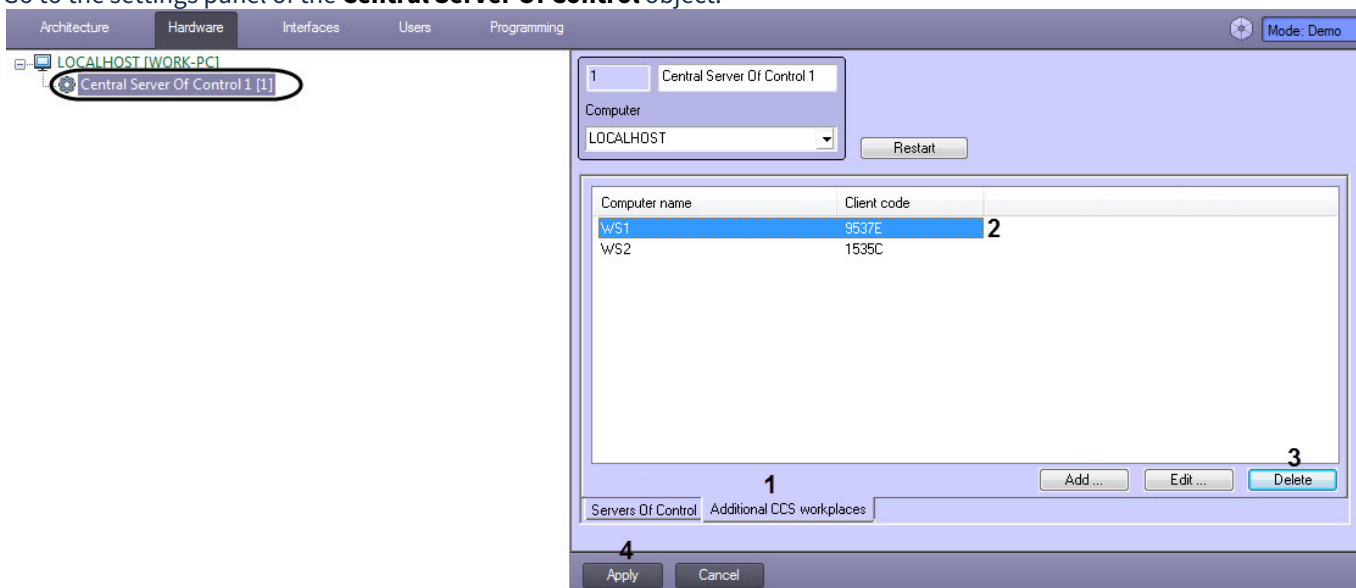 Go to the settings panel of the Central Server Of Control object.
Architecture Hardware Interfaces Users Programming Mode: Demo
LOCALHOST [WORK-PC]
Central Server Of Control 1 [1]
1 Central Server Of Control 1
Computer
LOCALHOST
Restart
Computer name Client code
WS1 9537E 2
WS2 1535C
3
Add ... Edit ... Delete
1
Servers Of Control Additional CCS workplaces
4
Apply Cancel